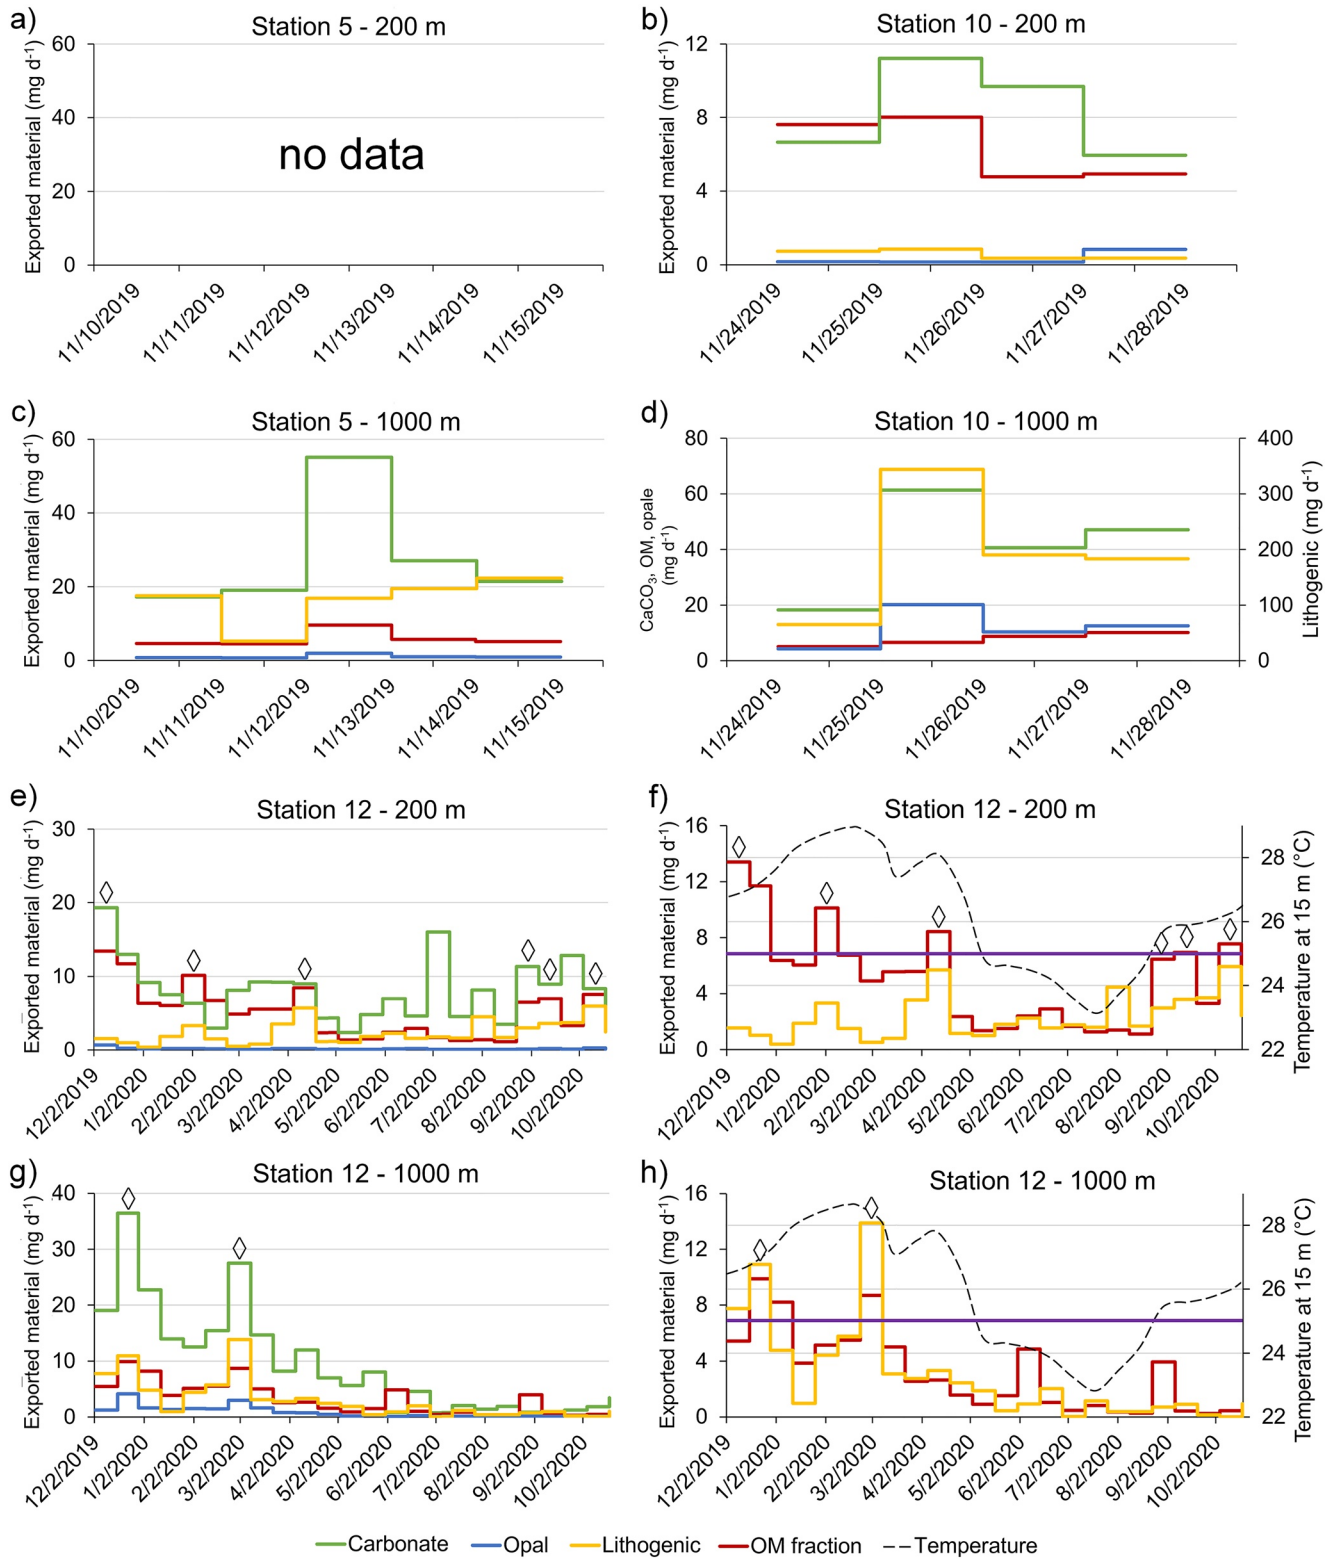 a)
Station 5 - 200 m
Exported material (mg d-1)
60
40
20
0
no data
11/10/2019 11/11/2019 11/12/2019 11/13/2019 11/14/2019 11/15/2019
b)
Station 10 - 200 m
Exported material (mg d-1)
12
8
4
0
11/24/2019 11/25/2019 11/26/2019 11/27/2019 11/28/2019
c)
Station 5 - 1000 m
Exported material (mg d-1)
60
40
20
0
11/10/2019 11/11/2019 11/12/2019 11/13/2019 11/14/2019 11/15/2019
d)
Station 10 - 1000 m
CaCO3, OM, opale
(mg d-1)
80
60
40
20
0
400
300
200
100
0
Lithogenic (mg d-1)
11/24/2019 11/25/2019 11/26/2019 11/27/2019 11/28/2019
e)
Station 12 - 200 m
Exported material (mg d-1)
30
20
10
0
12/2/2019 1/2/2020 2/2/2020 3/2/2020 4/2/2020 5/2/2020 6/2/2020 7/2/2020 8/2/2020 9/2/2020 10/2/2020
f)
Station 12 - 200 m
Exported material (mg d-1)
16
12
8
4
0
28
26
24
22
Temperature at 15 m (°C)
12/2/2019 1/2/2020 2/2/2020 3/2/2020 4/2/2020 5/2/2020 6/2/2020 7/2/2020 8/2/2020 9/2/2020 10/2/2020
g)
Station 12 - 1000 m
Exported material (mg d-1)
40
30
20
10
0
12/2/2019 1/2/2020 2/2/2020 3/2/2020 4/2/2020 5/2/2020 6/2/2020 7/2/2020 8/2/2020 9/2/2020 10/2/2020
h)
Station 12 - 1000 m
Exported material (mg d-1)
16
12
8
4
0
28
26
24
22
Temperature at 15 m (°C)
12/2/2019 1/2/2020 2/2/2020 3/2/2020 4/2/2020 5/2/2020 6/2/2020 7/2/2020 8/2/2020 9/2/2020 10/2/2020
Carbonate Opal Lithogenic OM fraction Temperature